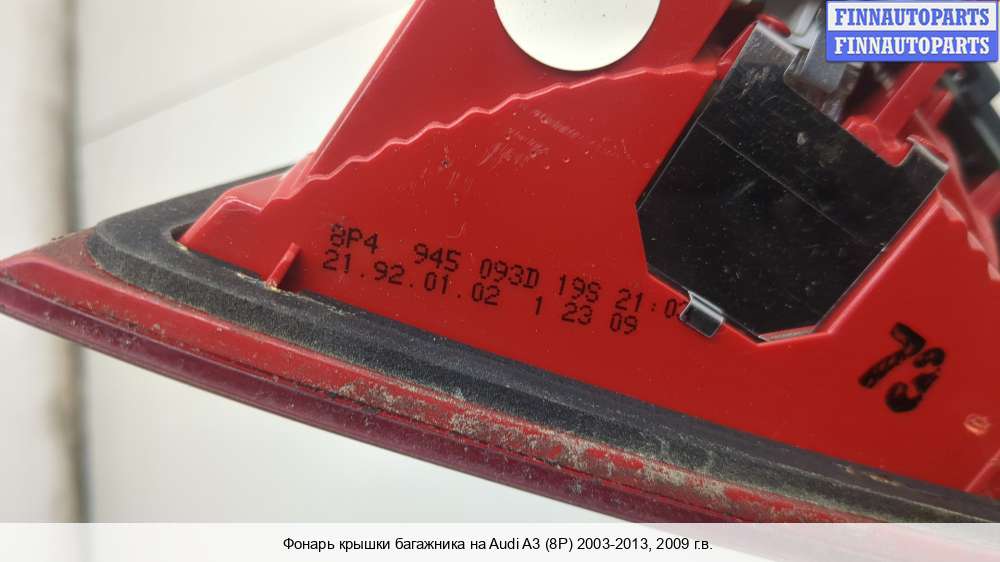 FINNAUTOPARTS
FINNAUTOPARTS
8P4 945 093D 19S 21:0
21.92.01.02 1 23 09
73
Фонарь крышки багажника на Audi A3 (8P) 2003-2013, 2009 г.в.